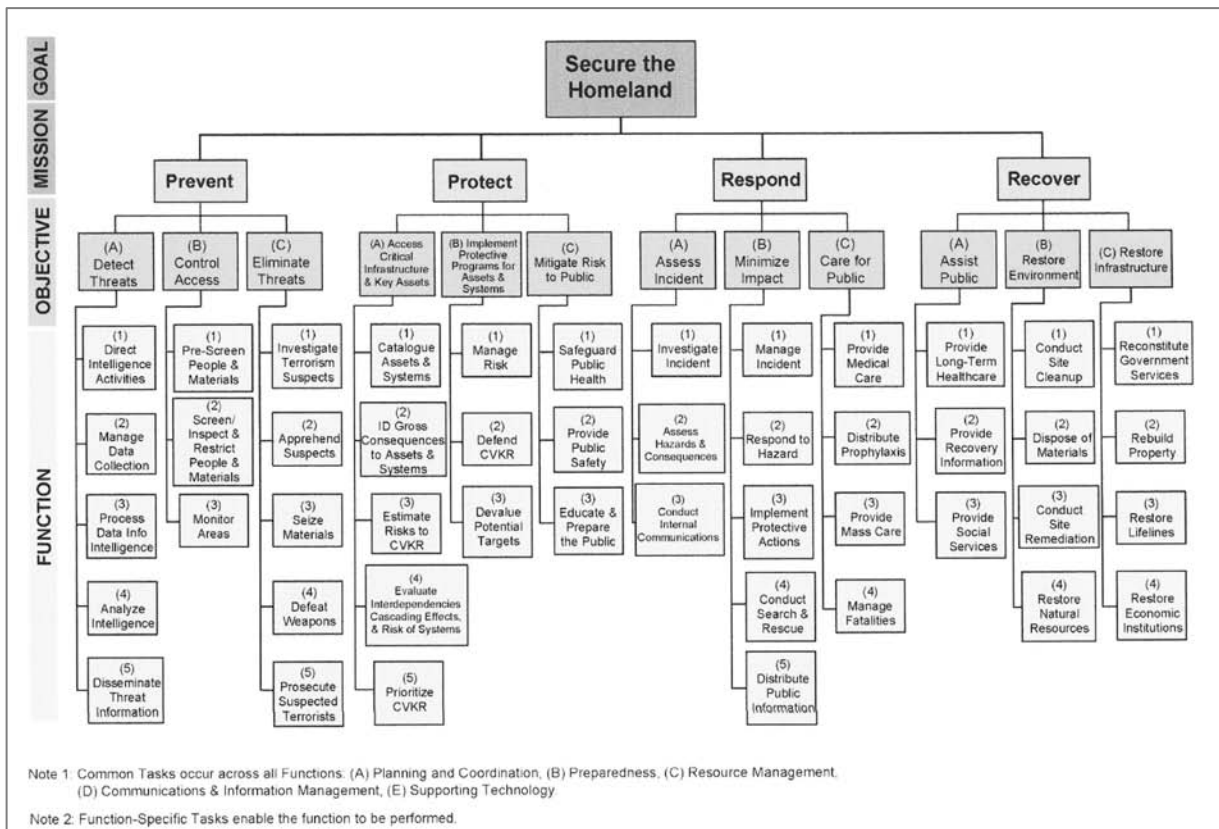 GOAL
MISSION
OBJECTIVE
FUNCTION
Secure the
Homeland
Prevent
Protect
Respond
Recover
(A)
Detect
Threats
(B)
Control
Access
(C)
Eliminate
Threats
(A) Access
Critical
Infrastructure
& Key Assets
(B) Implement
Protective
Programs for
Assets &
Systems
(C)
Mitigate Risk
to Public
(A)
Assess
Incident
(B)
Minimize
Impact
(C)
Care for
Public
(A)
Assist
Public
(B)
Restore
Environment
(C) Restore
Infrastructure
(1)
Direct
Intelligence
Activities
(2)
Manage
Data
Collection
(3)
Process
Data Info
Intelligence
(4)
Analyze
Intelligence
(5)
Disseminate
Threat
Information
(1)
Pre-Screen
People &
Materials
(2)
Screen/
Inspect &
Restrict
People &
Materials
(3)
Monitor
Areas
(1)
Investigate
Terrorism
Suspects
(2)
Apprehend
Suspects
(3)
Seize
Materials
(4)
Defeat
Weapons
(5)
Prosecute
Suspected
Terrorists
(1)
Catalogue
Assets &
Systems
(2)
ID Gross
Consequences
to Assets &
Systems
(3)
Estimate
Risks to
CVKR
(4)
Evaluate
Interdependencies
Cascading Effects,
& Risk of Systems
(5)
Prioritize
CVKR
(1)
Manage
Risk
(2)
Defend
CVKR
(3)
Devalue
Potential
Targets
(1)
Safeguard
Public
Health
(2)
Provide
Public
Safety
(3)
Educate &
Prepare
the Public
(1)
Investigate
Incident
(2)
Assess
Hazards &
Consequences
(3)
Conduct
Internal
Communications
(1)
Manage
Incident
(2)
Respond to
Hazard
(3)
Implement
Protective
Actions
(4)
Conduct
Search &
Rescue
(5)
Distribute
Public
Information
(1)
Provide
Medical
Care
(2)
Distribute
Prophylaxis
(3)
Provide
Mass Care
(4)
Manage
Fatalities
(1)
Provide
Long-Term
Healthcare
(2)
Provide
Recovery
Information
(3)
Provide
Social
Services
(1)
Conduct
Site
Cleanup
(2)
Dispose of
Materials
(3)
Conduct
Site
Remediation
(4)
Restore
Natural
Resources
(1)
Reconstitute
Government
Services
(2)
Rebuild
Property
(3)
Restore
Lifelines
(4)
Restore
Economic
Institutions
Note 1: Common Tasks occur across all Functions: (A) Planning and Coordination, (B) Preparedness, (C) Resource Management,
(D) Communications & Information Management, (E) Supporting Technology
Note 2: Function-Specific Tasks enable the function to be performed.